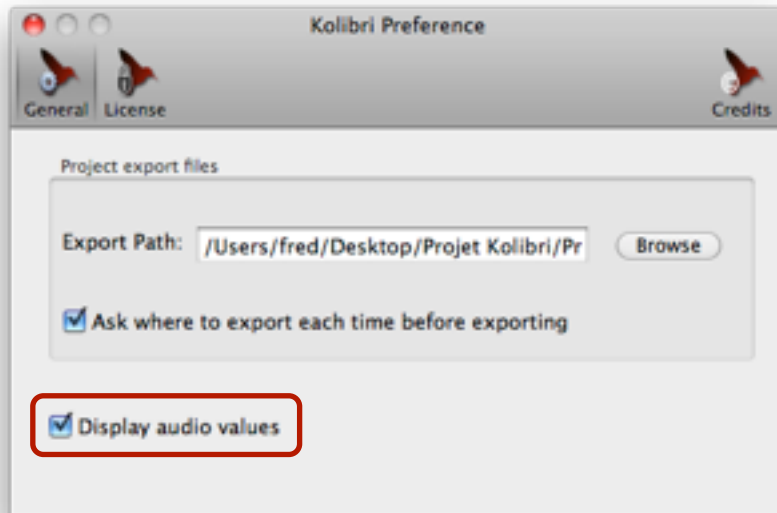 Kolibri Preference
General License Credits
Project export files
Export Path: /Users/fred/Desktop/Projet Kolibri/Pr Browse
Ask where to export each time before exporting
Display audio values